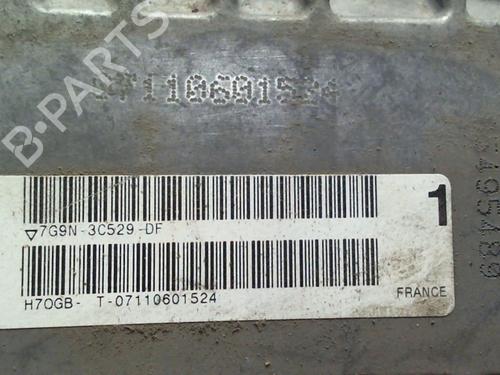 B-PARTS
07110601524
1
▽7G9N-3C529-DF
H7OGB- T-07110601524
FRANCE